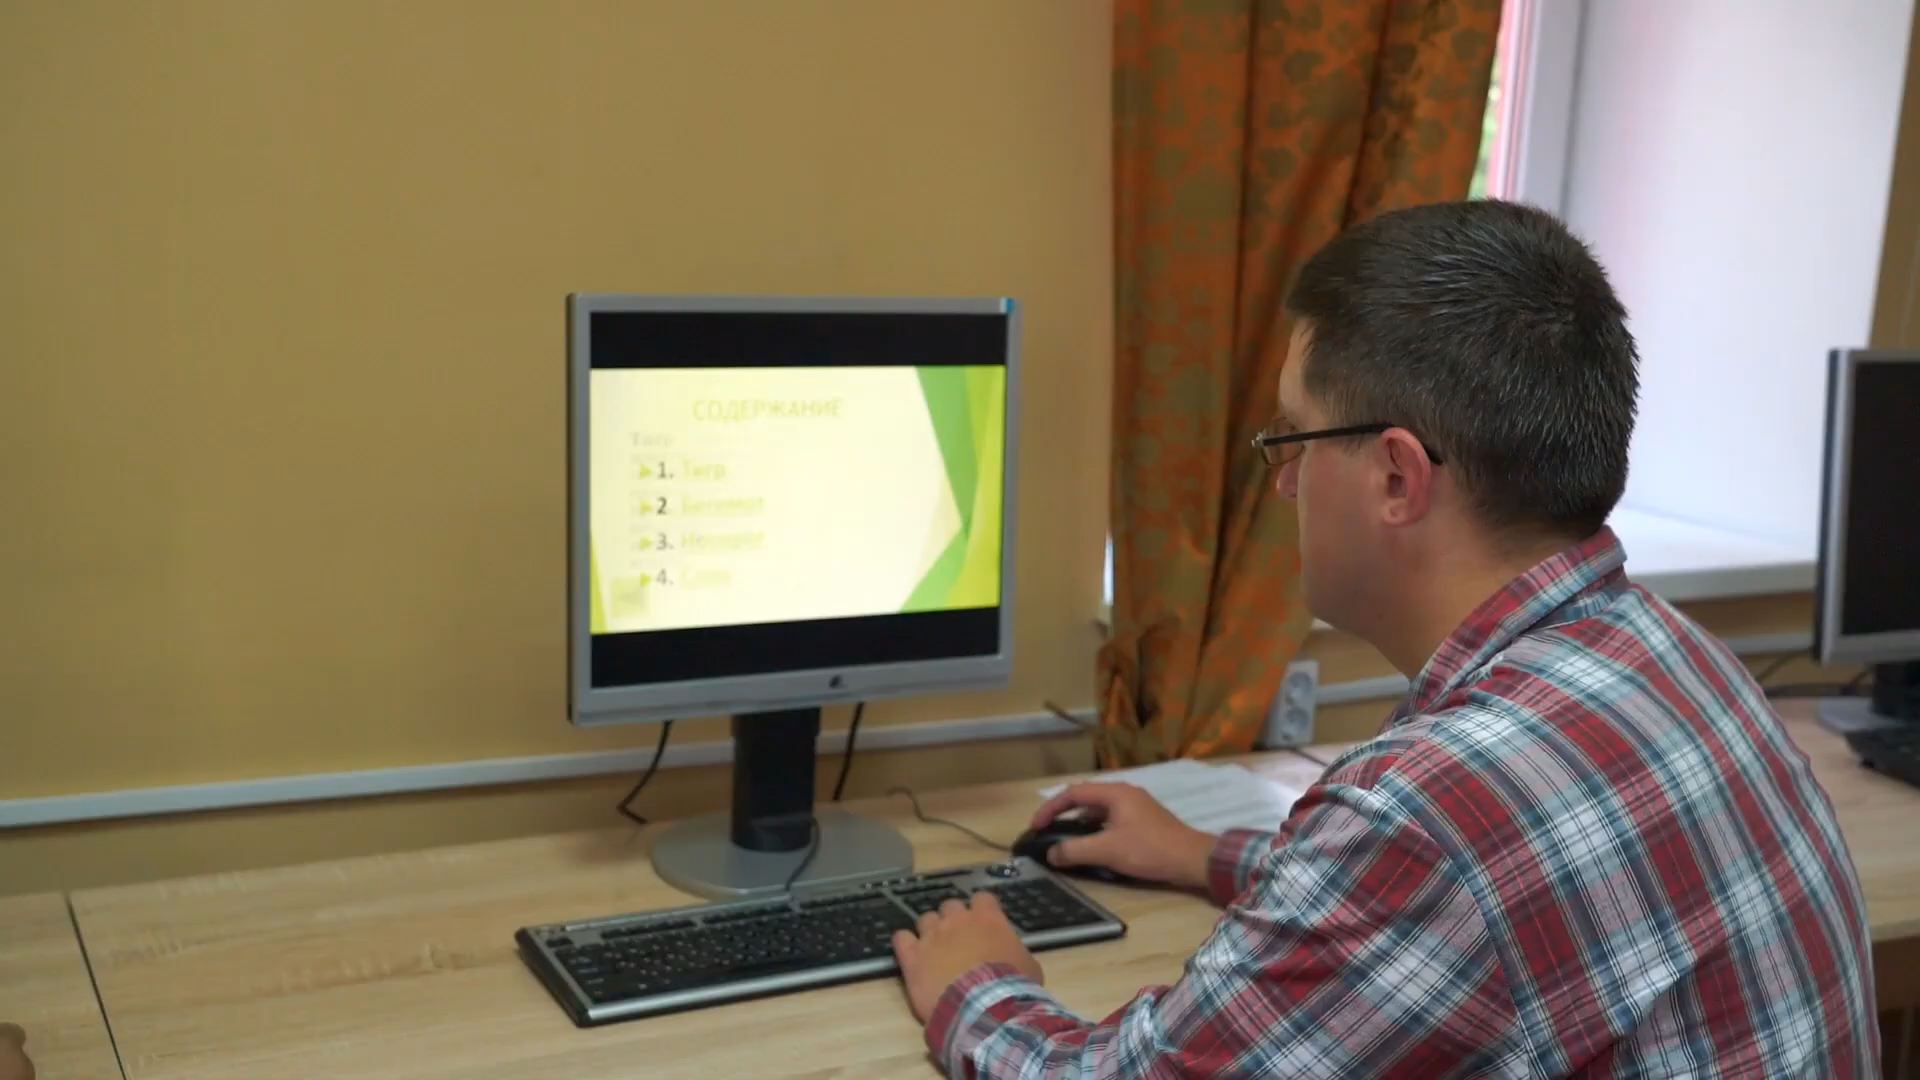 СОДЕРЖАНИЕ
1. Тигр
2. Бегемот
3. Носорог
4. Слон